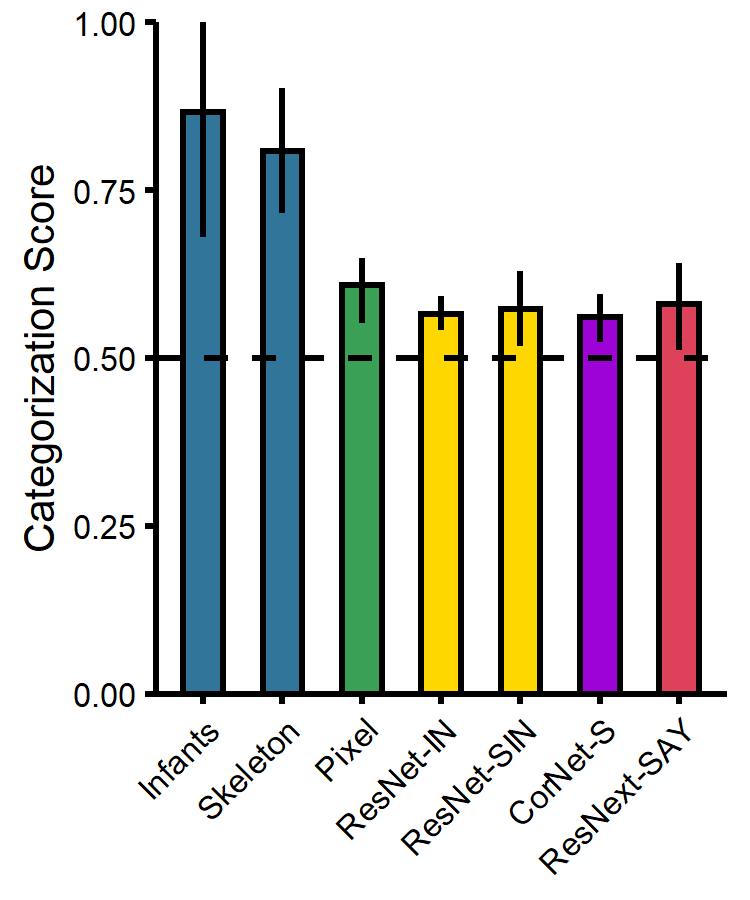 Categorization Score
1.00
0.75
0.50
0.25
0.00
Infants
Skeleton
Pixel
ResNet-IN
ResNet-SIN
CorNet-S
ResNext-SAY